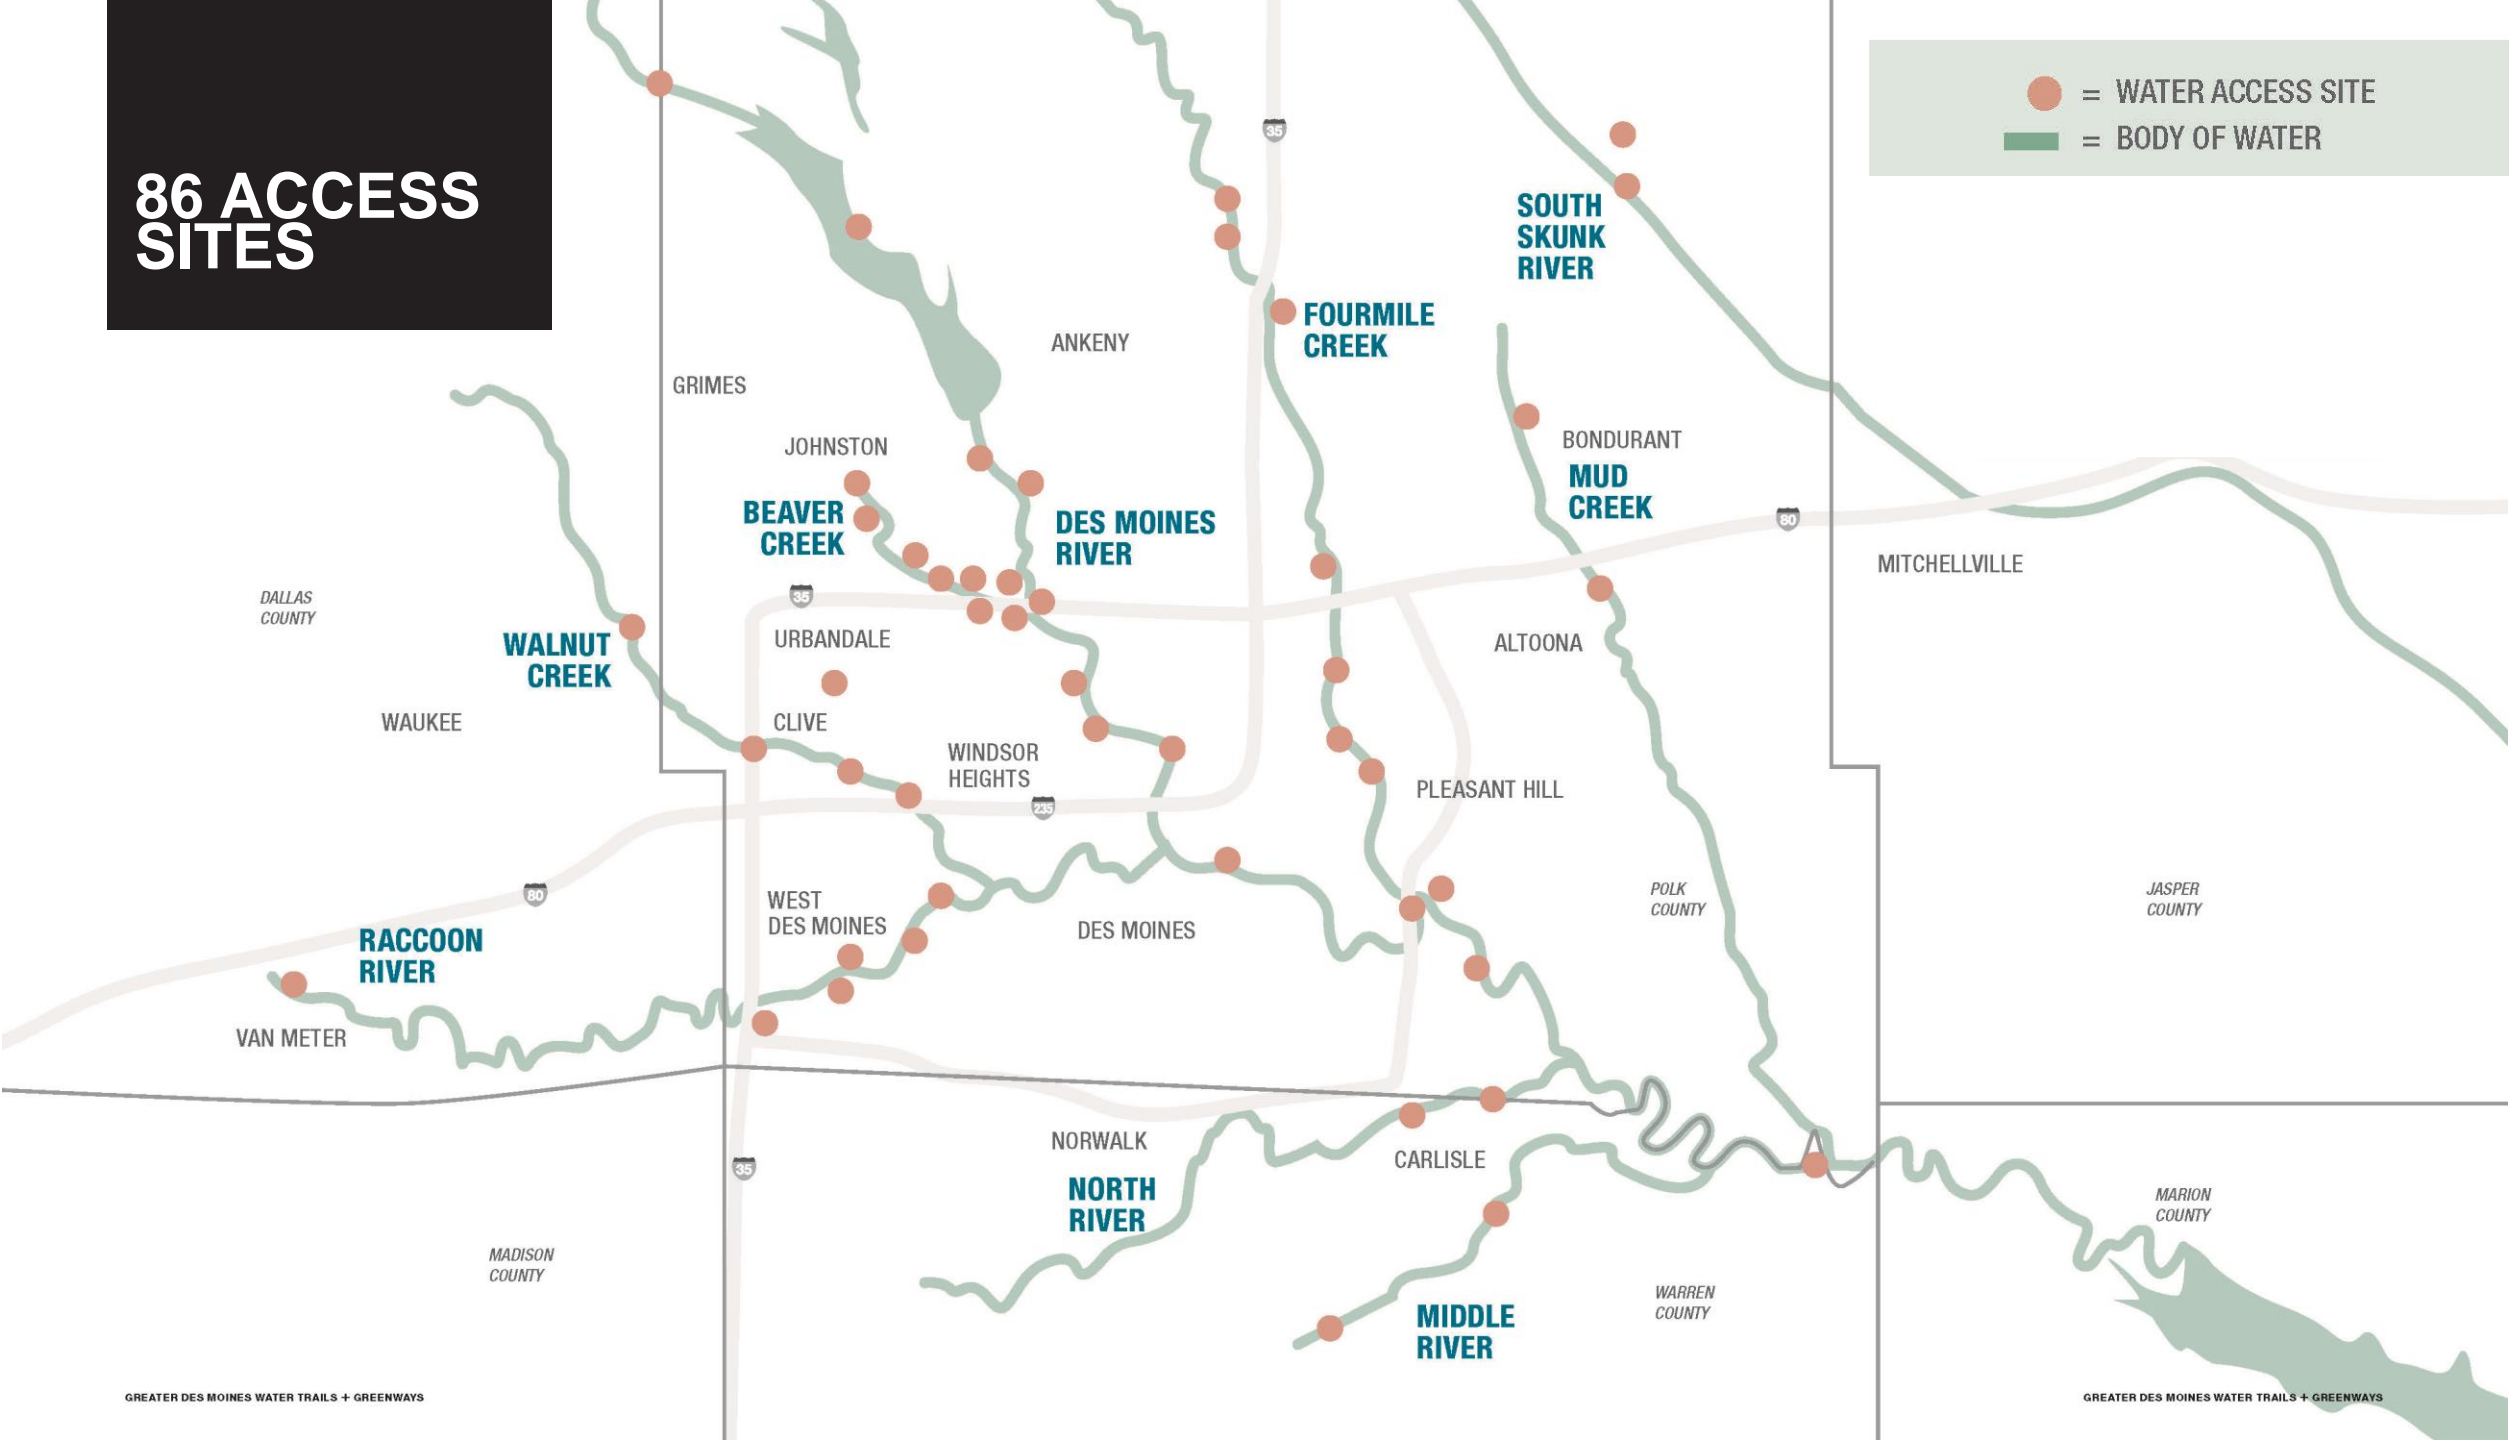 86 ACCESS
SITES
= WATER ACCESS SITE
= BODY OF WATER
35
SOUTH
SKUNK
RIVER
FOURMILE
CREEK
ANKENY
GRIMES
JOHNSTON
BONDURANT
MUD
CREEK
BEAVER
CREEK
DES MOINES
RIVER
80
MITCHELLVILLE
DALLAS
COUNTY
35
URBANDALE
WALNUT
CREEK
ALTOONA
WAUKEE
CLIVE
WINDSOR
HEIGHTS
235
PLEASANT HILL
80
WEST
DES MOINES
DES MOINES
POLK
COUNTY
JASPER
COUNTY
RACCOON
RIVER
VAN METER
NORWALK
CARLISLE
35
NORTH
RIVER
MARION
COUNTY
MADISON
COUNTY
WARREN
COUNTY
MIDDLE
RIVER
GREATER DES MOINES WATER TRAILS + GREENWAYS
GREATER DES MOINES WATER TRAILS + GREENWAYS